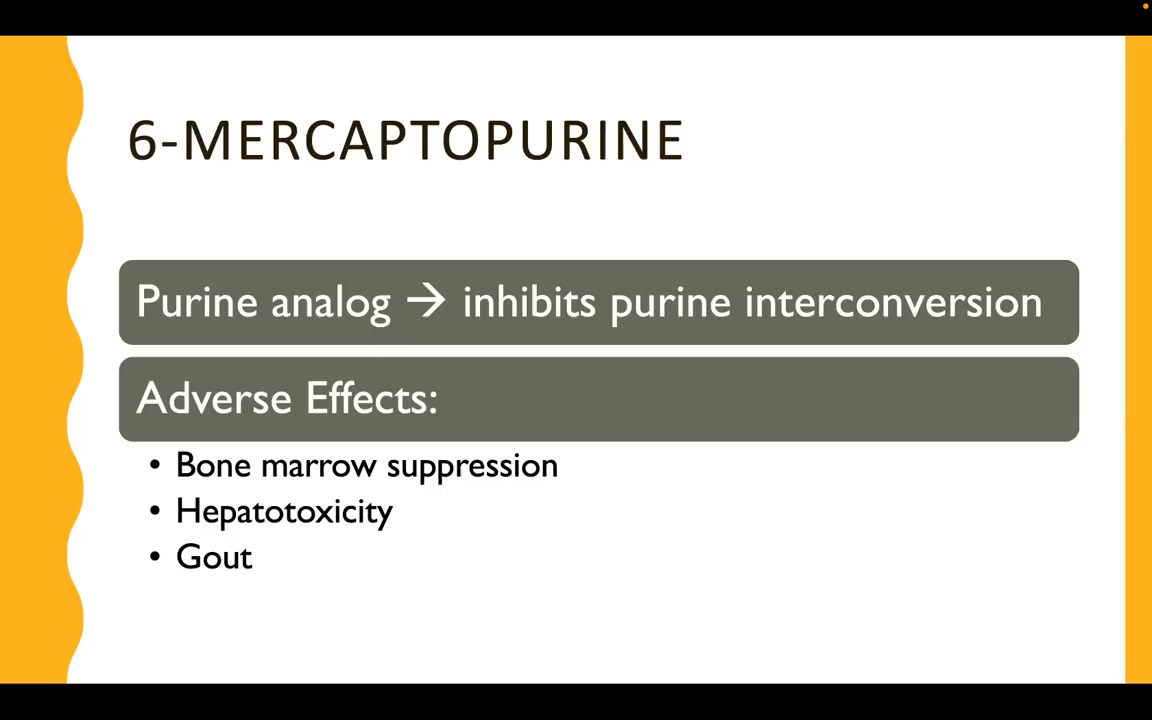 6-MERCAPTOPURINE
Purine analog → inhibits purine interconversion
Adverse Effects:
• Bone marrow suppression
• Hepatotoxicity
• Gout